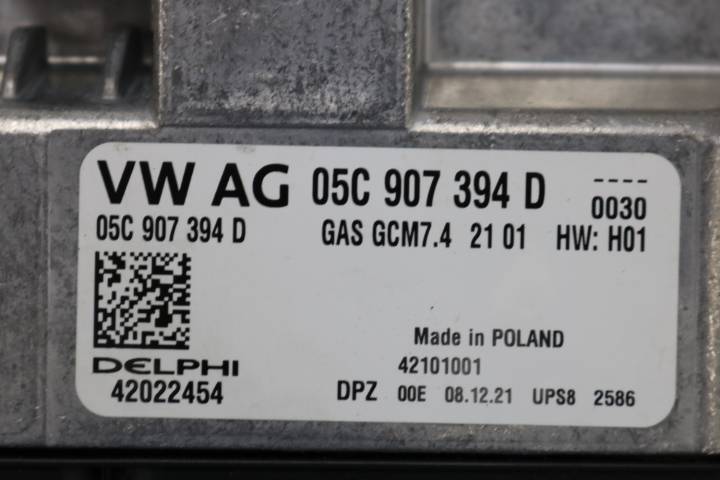 VW AG 05C 907 394 D ----
0030
05C 907 394 D GAS GCM7.4 21 01 HW: H01
Made in POLAND
DELPHI 42101001
42022454 DPZ 00E 08.12.21 UPS8 2586